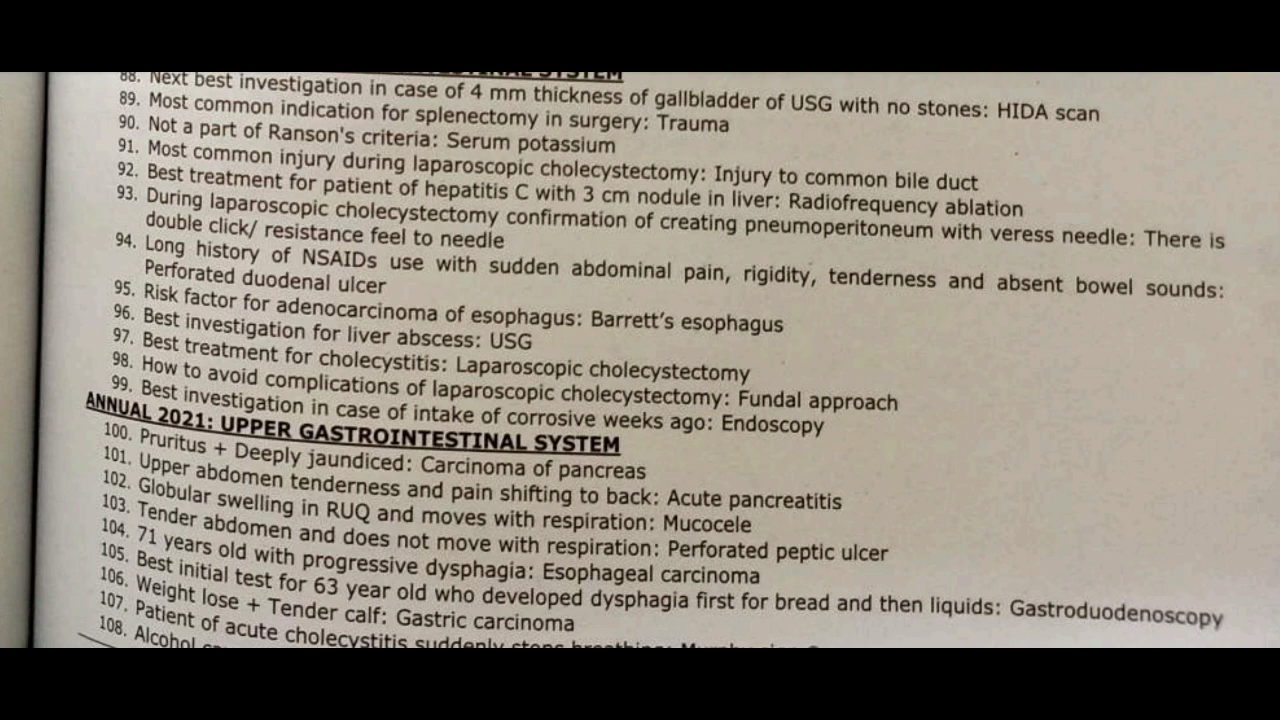 SYSTEM
88. Next best investigation in case of 4 mm thickness of gallbladder of USG with no stones: HIDA scan
89. Most common indication for splenectomy in surgery: Trauma
90. Not a part of Ranson's criteria: Serum potassium
91. Most common injury during laparoscopic cholecystectomy: Injury to common bile duct
92. Best treatment for patient of hepatitis C with 3 cm nodule in liver: Radiofrequency ablation
93. During laparoscopic cholecystectomy confirmation of creating pneumoperitoneum with veress needle: There is
double click/ resistance feel to needle
94. Long history of NSAIDs use with sudden abdominal pain, rigidity, tenderness and absent bowel sounds:
Perforated duodenal ulcer
95. Risk factor for adenocarcinoma of esophagus: Barrett's esophagus
96. Best investigation for liver abscess: USG
97. Best treatment for cholecystitis: Laparoscopic cholecystectomy
98. How to avoid complications of laparoscopic cholecystectomy: Fundal approach
99. Best investigation in case of intake of corrosive weeks ago: Endoscopy
ANNUAL 2021: UPPER GASTROINTESTINAL SYSTEM
100. Pruritus + Deeply jaundiced: Carcinoma of pancreas
101. Upper abdomen tenderness and pain shifting to back: Acute pancreatitis
102. Globular swelling in RUQ and moves with respiration: Mucocele
103. Tender abdomen and does not move with respiration: Perforated peptic ulcer
104. 71 years old with progressive dysphagia: Esophageal carcinoma
105. Best initial test for 63 year old who developed dysphagia first for bread and then liquids: Gastroduodenoscopy
106. Weight lose + Tender calf: Gastric carcinoma
107. Patient of acute cholecystitis suddenly stops breathing:
108. Alcohol